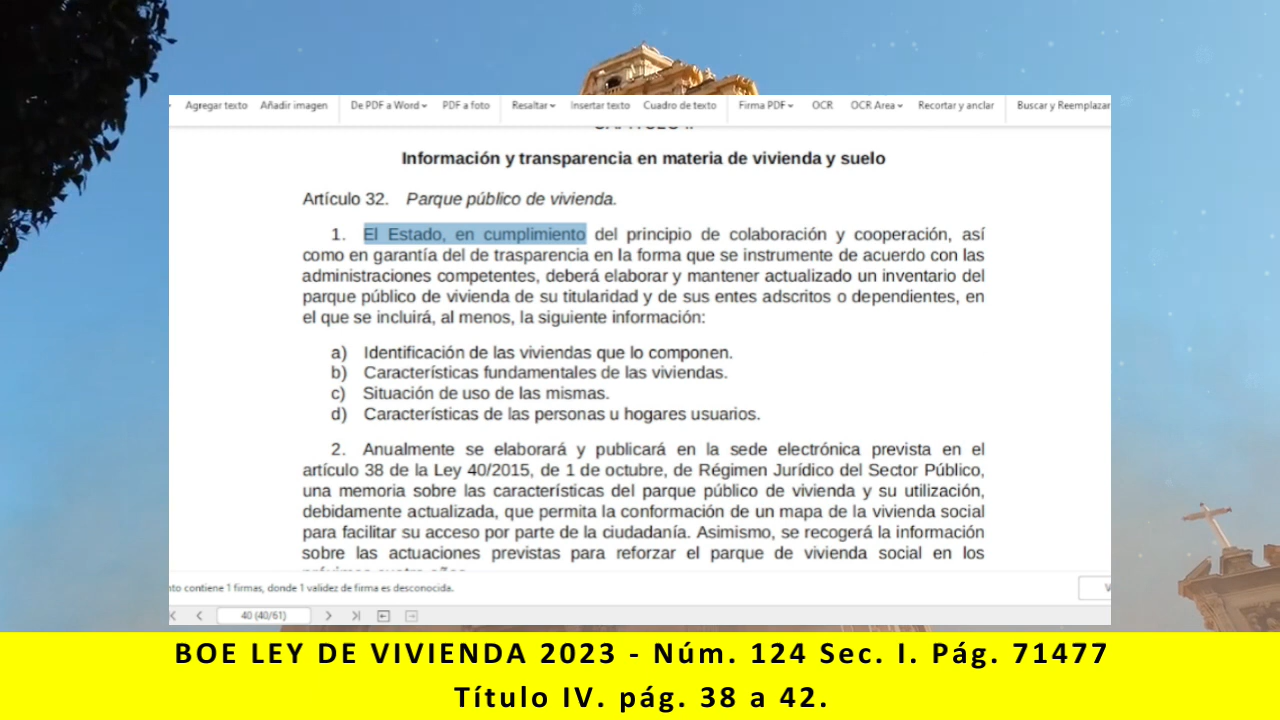 Agregar texto Añadir imagen De PDF a Word PDF a foto Resaltar Insertar texto Cuadro de texto Firma PDF OCR OCR Area Recortar y anclar Buscar y Reemplazar
Información y transparencia en materia de vivienda y suelo
Artículo 32. Parque público de vivienda.
1. El Estado, en cumplimiento del principio de colaboración y cooperación, así
como en garantía del de trasparencia en la forma que se instrumente de acuerdo con las
administraciones competentes, deberá elaborar y mantener actualizado un inventario del
parque público de vivienda de su titularidad y de sus entes adscritos o dependientes, en
el que se incluirá, al menos, la siguiente información:
a) Identificación de las viviendas que lo componen.
b) Características fundamentales de las viviendas.
c) Situación de uso de las mismas.
d) Características de las personas u hogares usuarios.
2. Anualmente se elaborará y publicará en la sede electrónica prevista en el
artículo 38 de la Ley 40/2015, de 1 de octubre, de Régimen Jurídico del Sector Público,
una memoria sobre las características del parque público de vivienda y su utilización,
debidamente actualizada, que permita la conformación de un mapa de la vivienda social
para facilitar su acceso por parte de la ciudadanía. Asimismo, se recogerá la información
sobre las actuaciones previstas para reforzar el parque de vivienda social en los
contiene 1 firmas, donde 1 validez de firma es desconocida.
40 (40/61)
BOE LEY DE VIVIENDA 2023 - Núm. 124 Sec. I. Pág. 71477
Título IV. pág. 38 a 42.